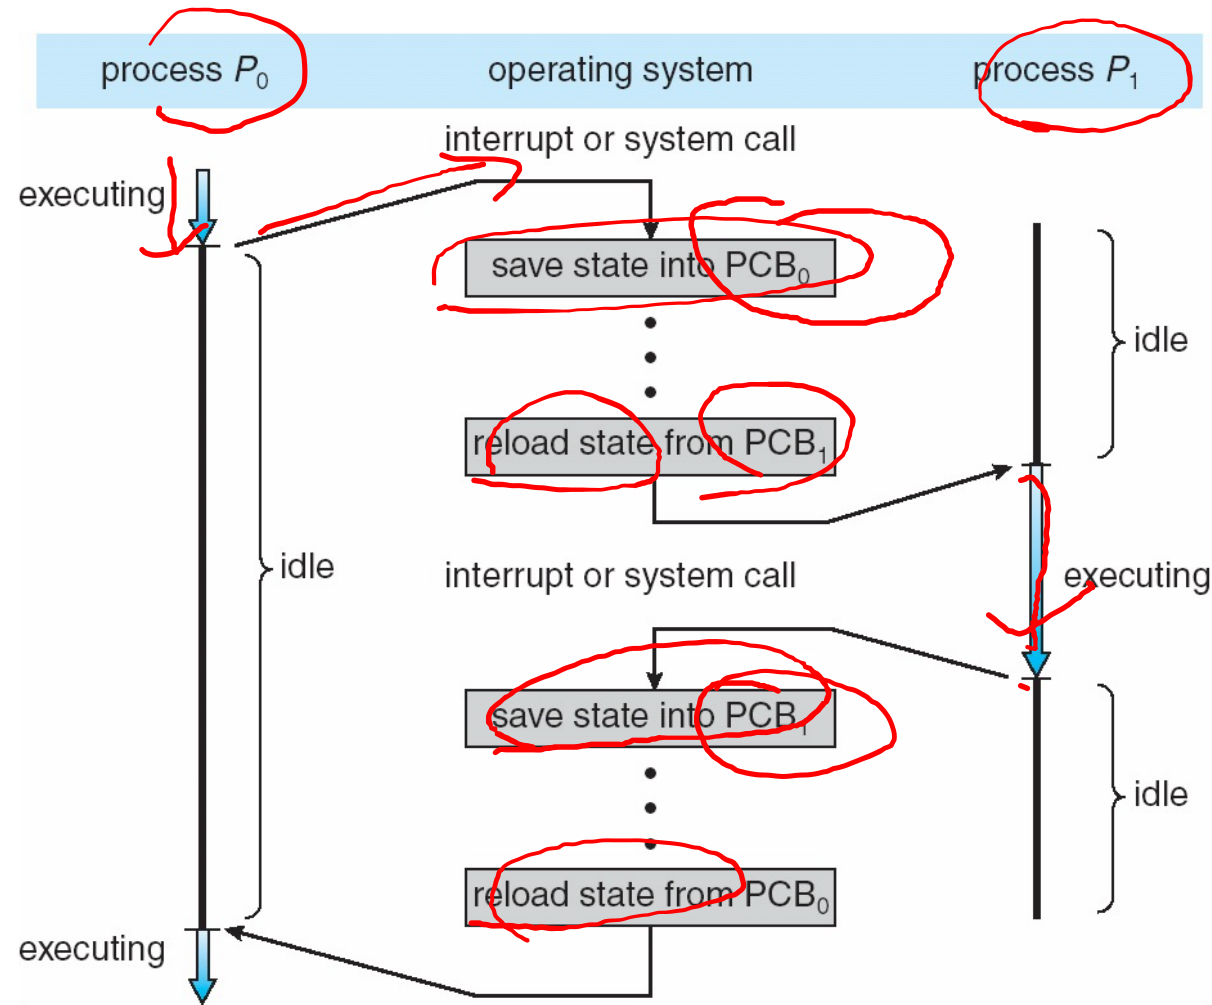 process P₀ operating system process P₁
interrupt or system call
executing
save state into PCB₀
idle
reload state from PCB₁
idle
interrupt or system call
executing
save state into PCB₁
idle
reload state from PCB₀
executing